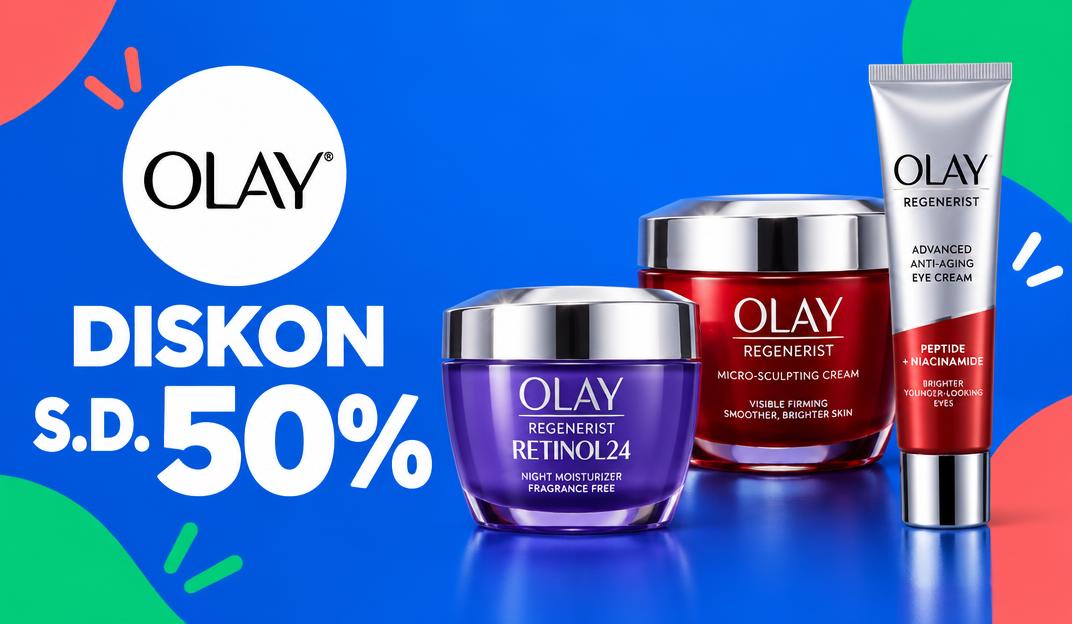 OLAY®
DISKON
S.D. 50%
OLAY
REGENERIST
RETINOL24
NIGHT MOISTURIZER
FRAGRANCE FREE
OLAY
REGENERIST
MICRO-SCULPTING CREAM
VISIBLE FIRMING
SMOOTHER, BRIGHTER SKIN
OLAY
REGENERIST
ADVANCED
ANTI-AGING
EYE CREAM
PEPTIDE
+ NIACINAMIDE
BRIGHTER
YOUNGER-LOOKING
EYES